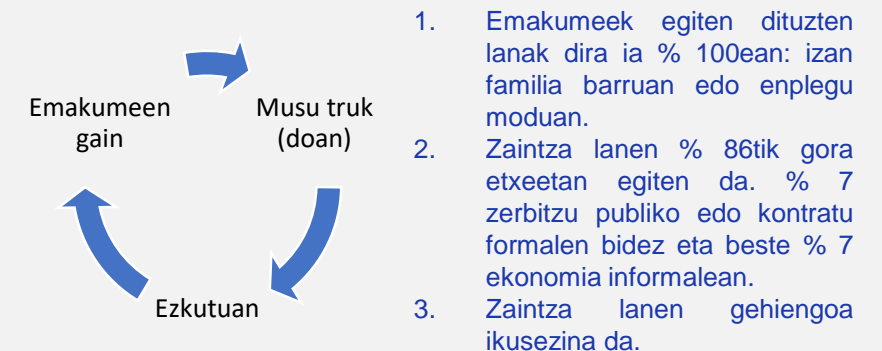 Emakumeen
gain
Musu truk
(doan)
Ezkutuan
1. Emakumeek egiten dituzten
lanak dira ia % 100ean: izan
familia barruan edo enplegu
moduan.
2. Zaintza lanen % 86tik gora
etxeetan egiten da. % 7
zerbitzu publiko edo kontratu
formalen bidez eta beste % 7
ekonomia informalean.
3. Zaintza lanen gehiengoa
ikusezina da.